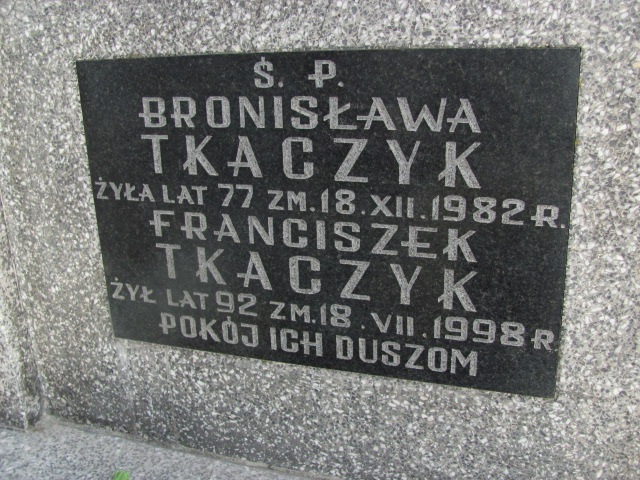 Ś. P.
BRONISŁAWA
TKACZYK
ŻYŁA LAT 77 ZM. 18. XII. 1982 R.
FRANCISZEK
TKACZYK
ŻYŁ LAT 92 ZM. 18. VII. 1998 R.
POKÓJ ICH DUSZOM